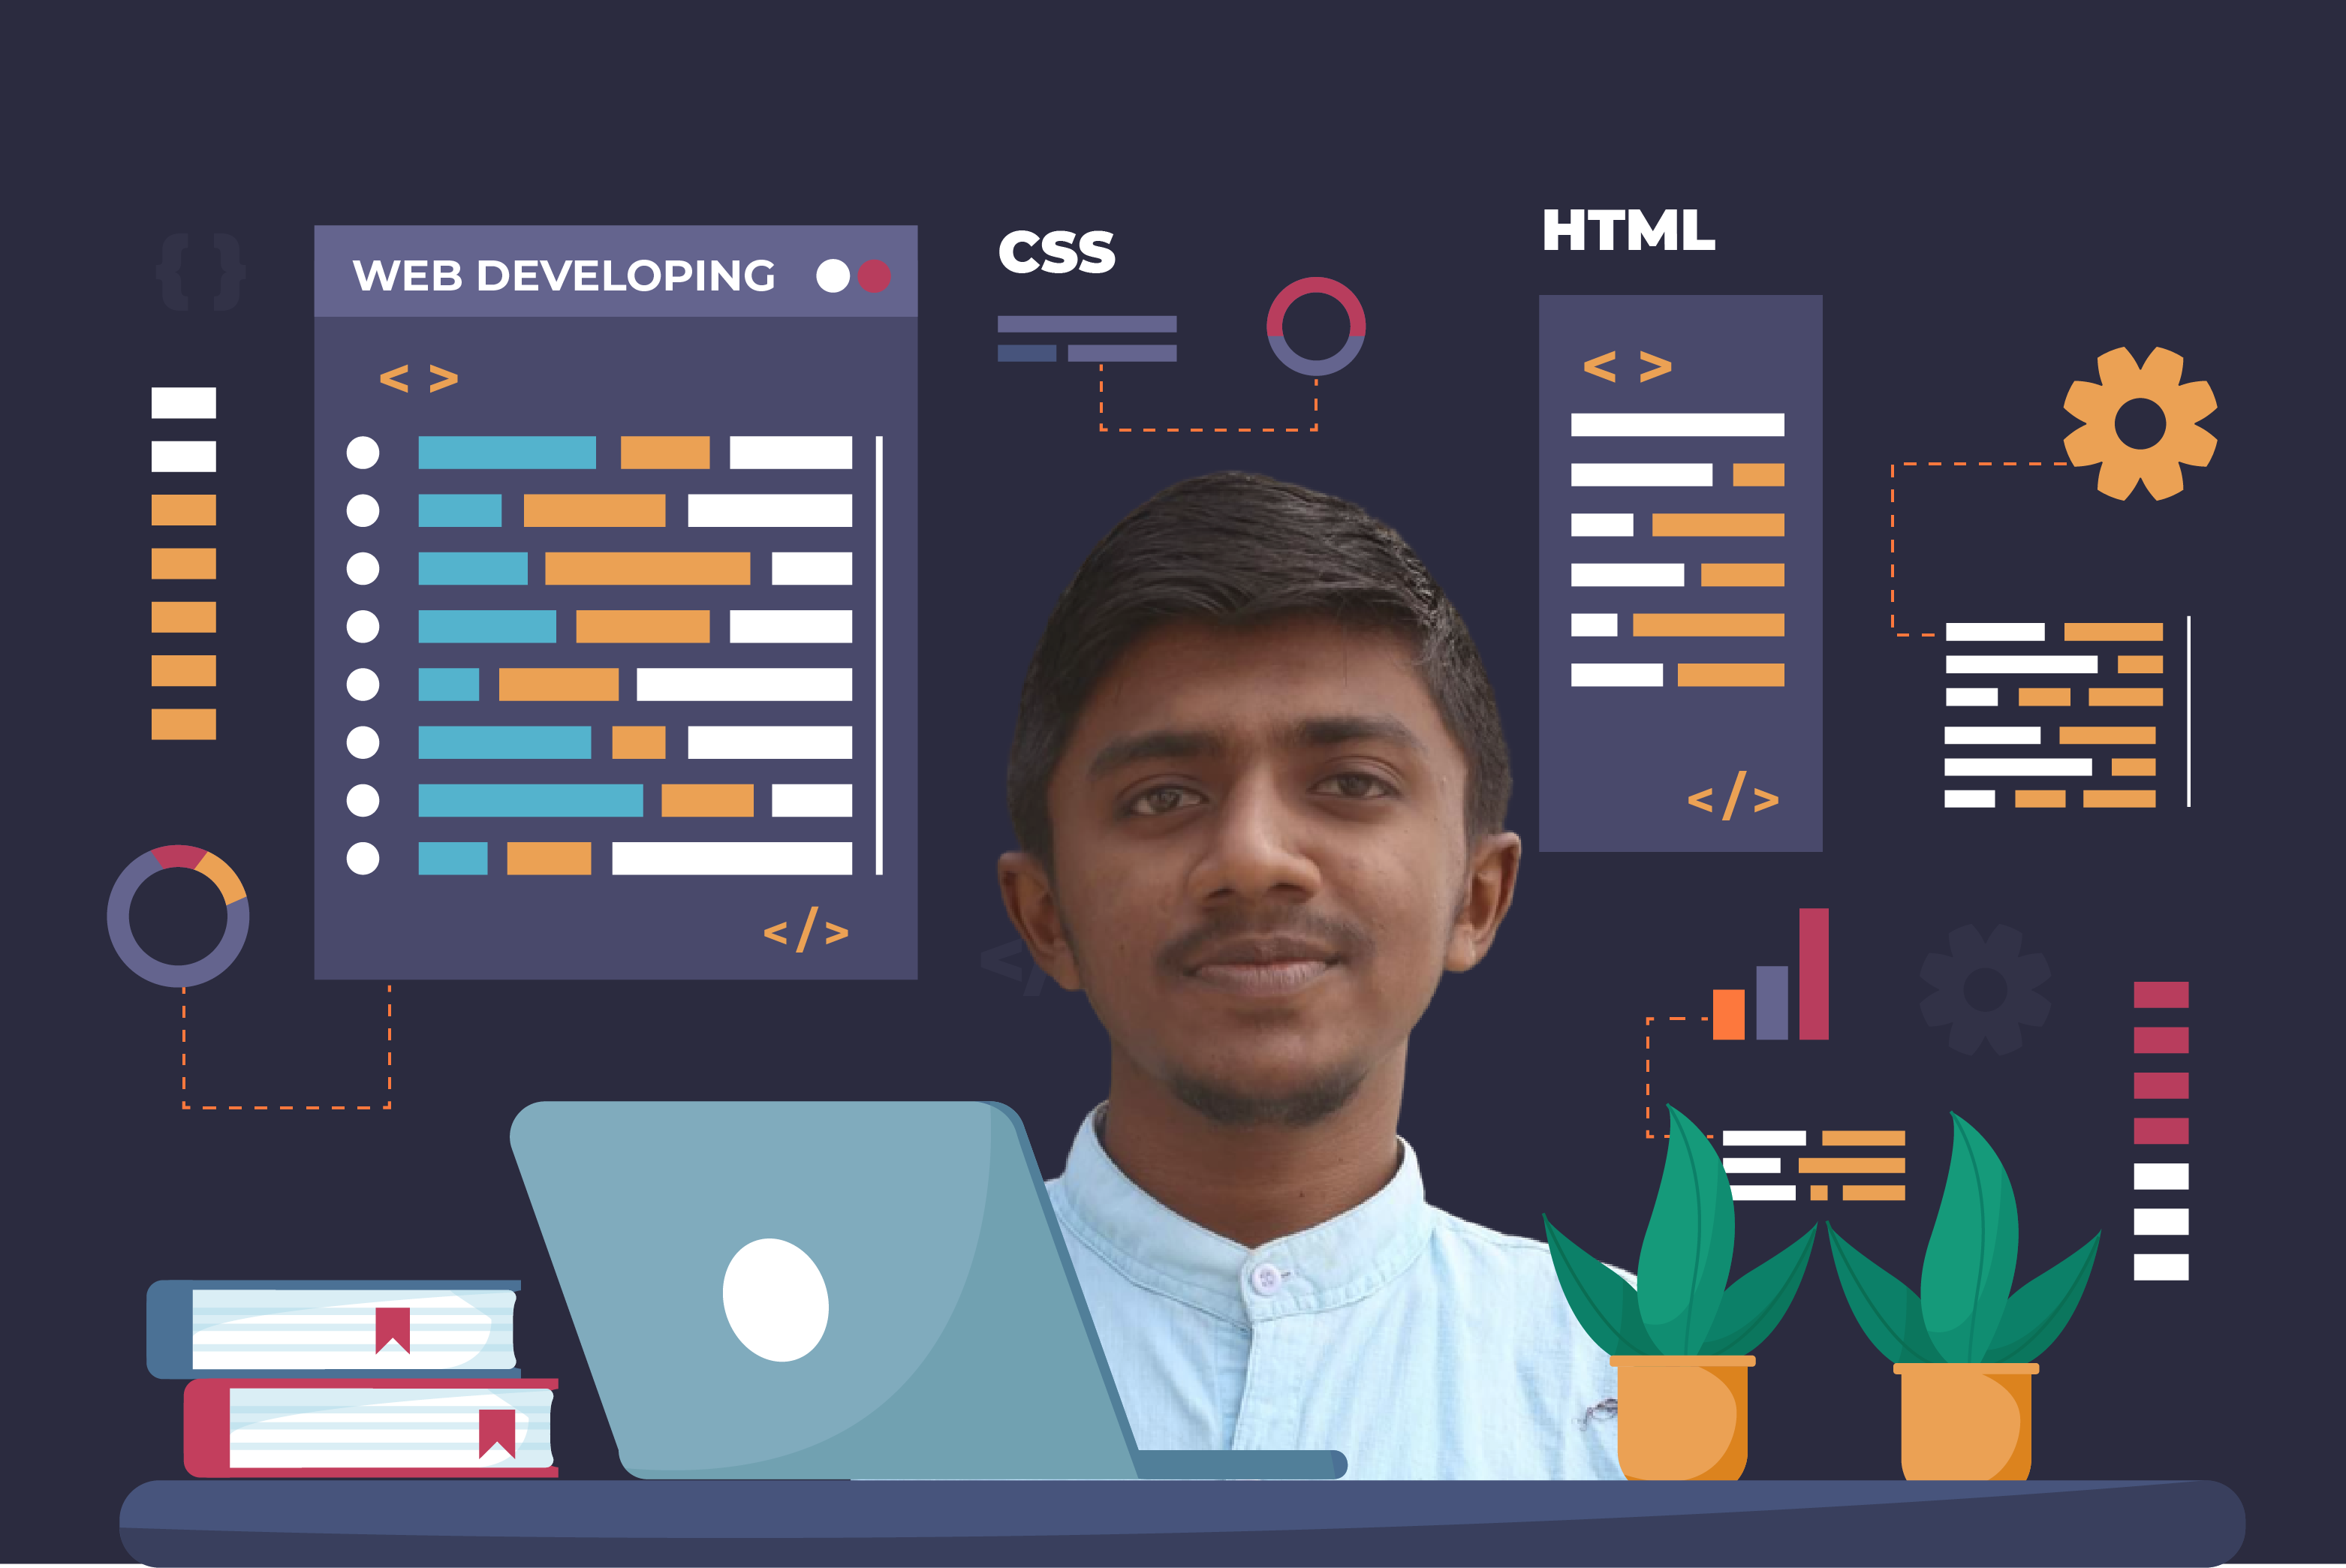 HTML
CSS
WEB DEVELOPING
{ }
< >
< >
</>
</>
</